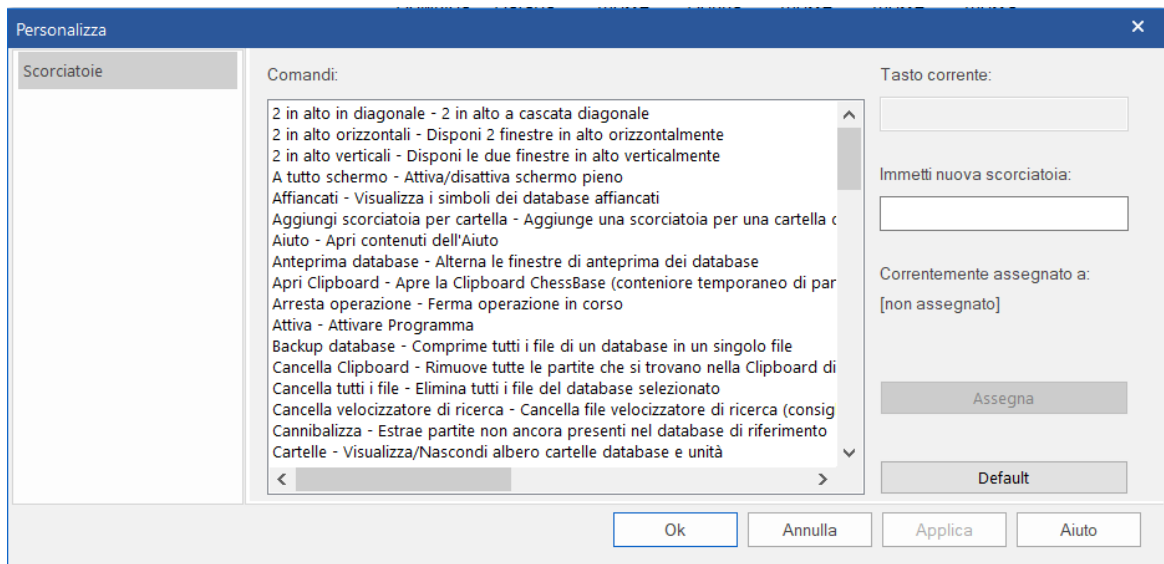 Personalizza
Scorciatoie
Comandi:
2 in alto in diagonale - 2 in alto a cascata diagonale
2 in alto orizzontali - Disponi 2 finestre in alto orizzontalmente
2 in alto verticali - Disponi le due finestre in alto verticalmente
A tutto schermo - Attiva/disattiva schermo pieno
Affiancati - Visualizza i simboli dei database affiancati
Aggiungi scorciatoia per cartella - Aggiunge una scorciatoia per una cartella
Aiuto - Apri contenuti dell'Aiuto
Anteprima database - Alterna le finestre di anteprima dei database
Apri Clipboard - Apre la Clipboard ChessBase (conteniore temporaneo di par
Arresta operazione - Ferma operazione in corso
Attiva - Attivare Programma
Backup database - Comprime tutti i file di un database in un singolo file
Cancella Clipboard - Rimuove tutte le partite che si trovano nella Clipboard di
Cancella tutti i file - Elimina tutti i file del database selezionato
Cancella velocizzatore di ricerca - Cancella file velocizzatore di ricerca (consig
Cannibalizza - Estrae partite non ancora presenti nel database di riferimento
Cartelle - Visualizza/Nascondi albero cartelle database e unità
Tasto corrente:
Immetti nuova scorciatoia:
Correntemente assegnato a:
[non assegnato]
Assegna
Default
Ok
Annulla
Applica
Aiuto